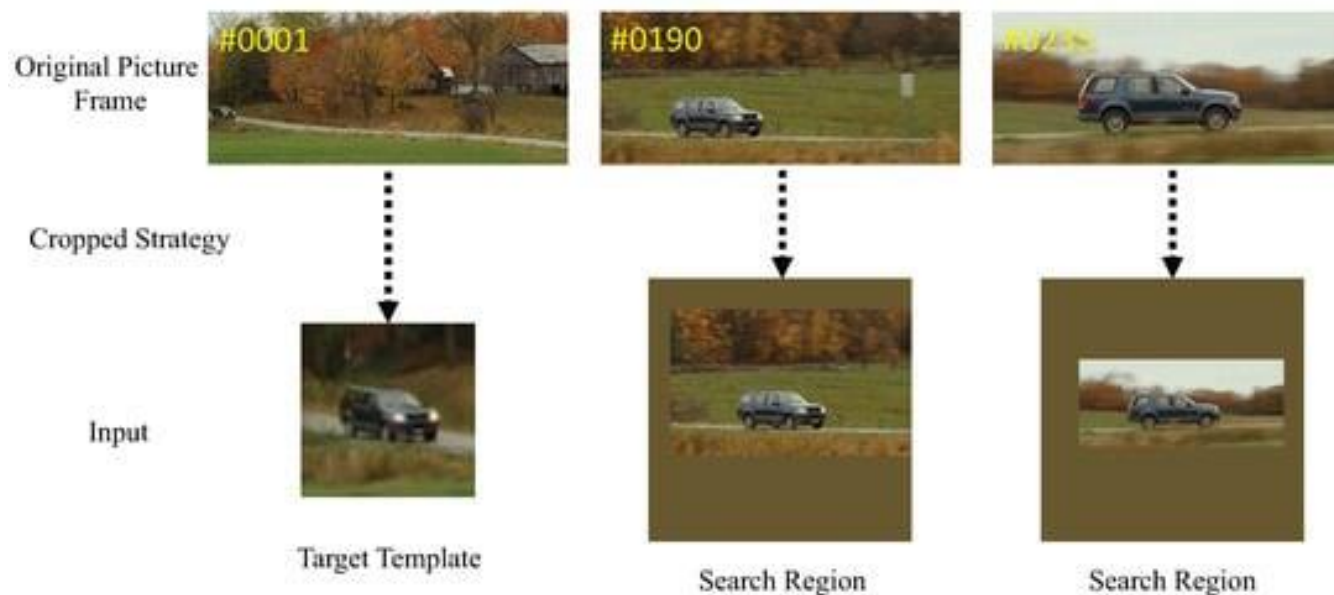 #0001
#0190
Original Picture
Frame
Cropped Strategy
Input
Target Template
Search Region
Search Region